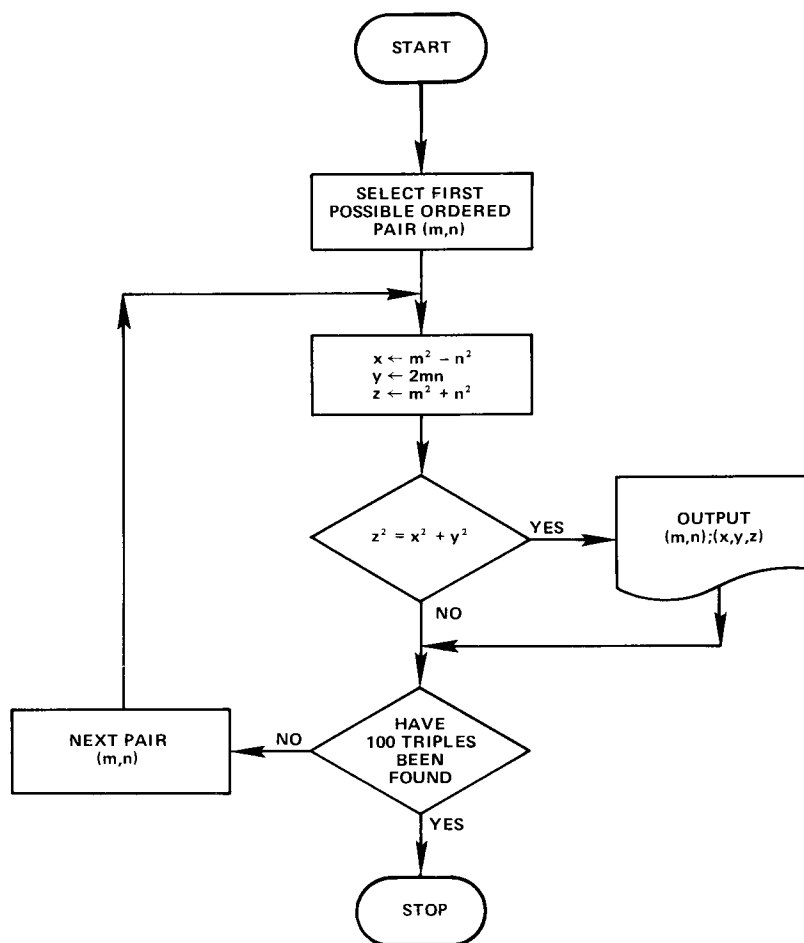 START
SELECT FIRST
POSSIBLE ORDERED
PAIR (m,n)
x ← m² − n²
y ← 2mn
z ← m² + n²
z² = x² + y²
YES
OUTPUT
(m,n);(x,y,z)
NO
HAVE
100 TRIPLES
BEEN
FOUND
NO
NEXT PAIR
(m,n)
YES
STOP